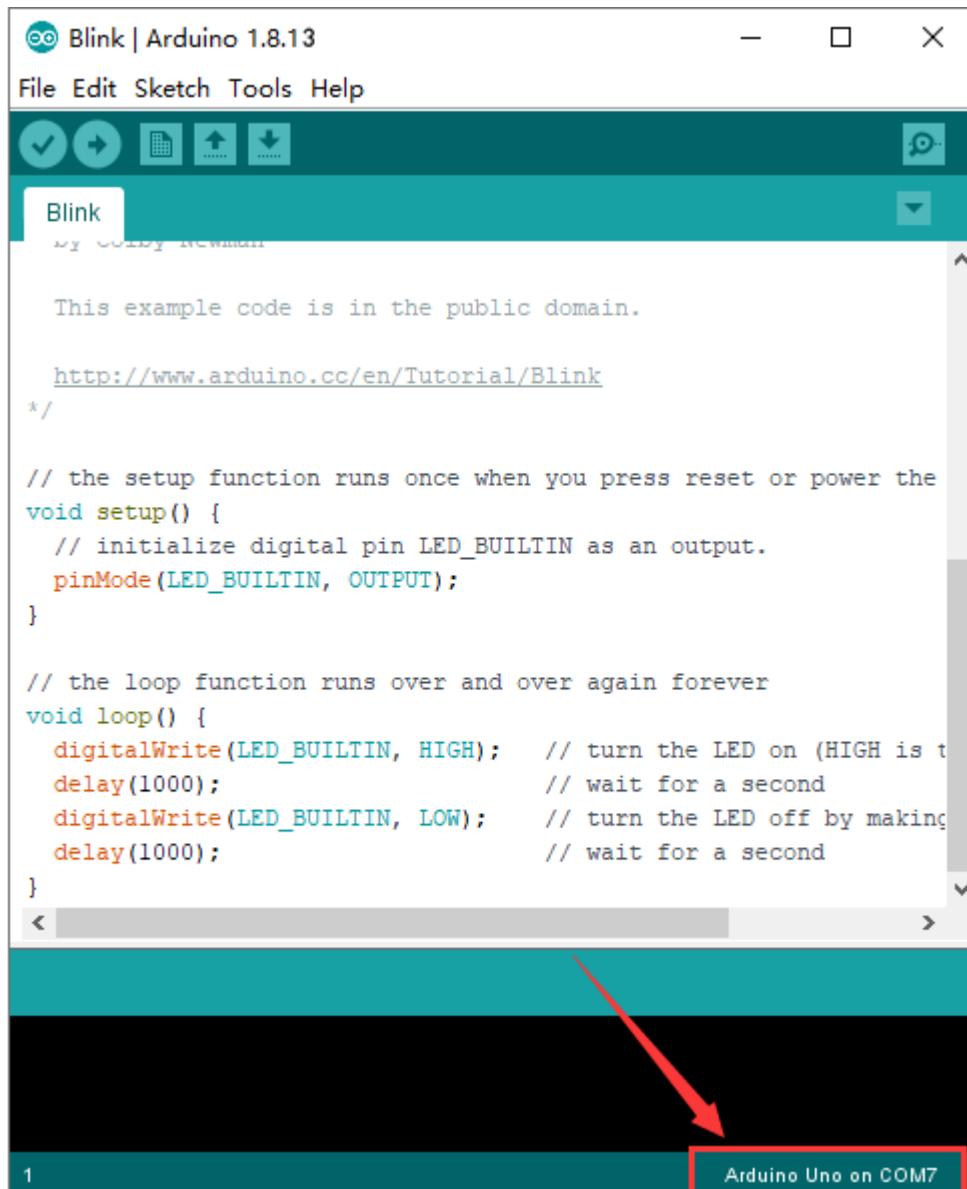 Blink | Arduino 1.8.13
File Edit Sketch Tools Help
Blink
by Colby Newman
This example code is in the public domain.
http://www.arduino.cc/en/Tutorial/Blink
*/
// the setup function runs once when you press reset or power the
void setup() {
  // initialize digital pin LED_BUILTIN as an output.
  pinMode(LED_BUILTIN, OUTPUT);
}
// the loop function runs over and over again forever
void loop() {
  digitalWrite(LED_BUILTIN, HIGH);   // turn the LED on (HIGH is t
  delay(1000);                       // wait for a second
  digitalWrite(LED_BUILTIN, LOW);    // turn the LED off by making
  delay(1000);                       // wait for a second
}
1
Arduino Uno on COM7